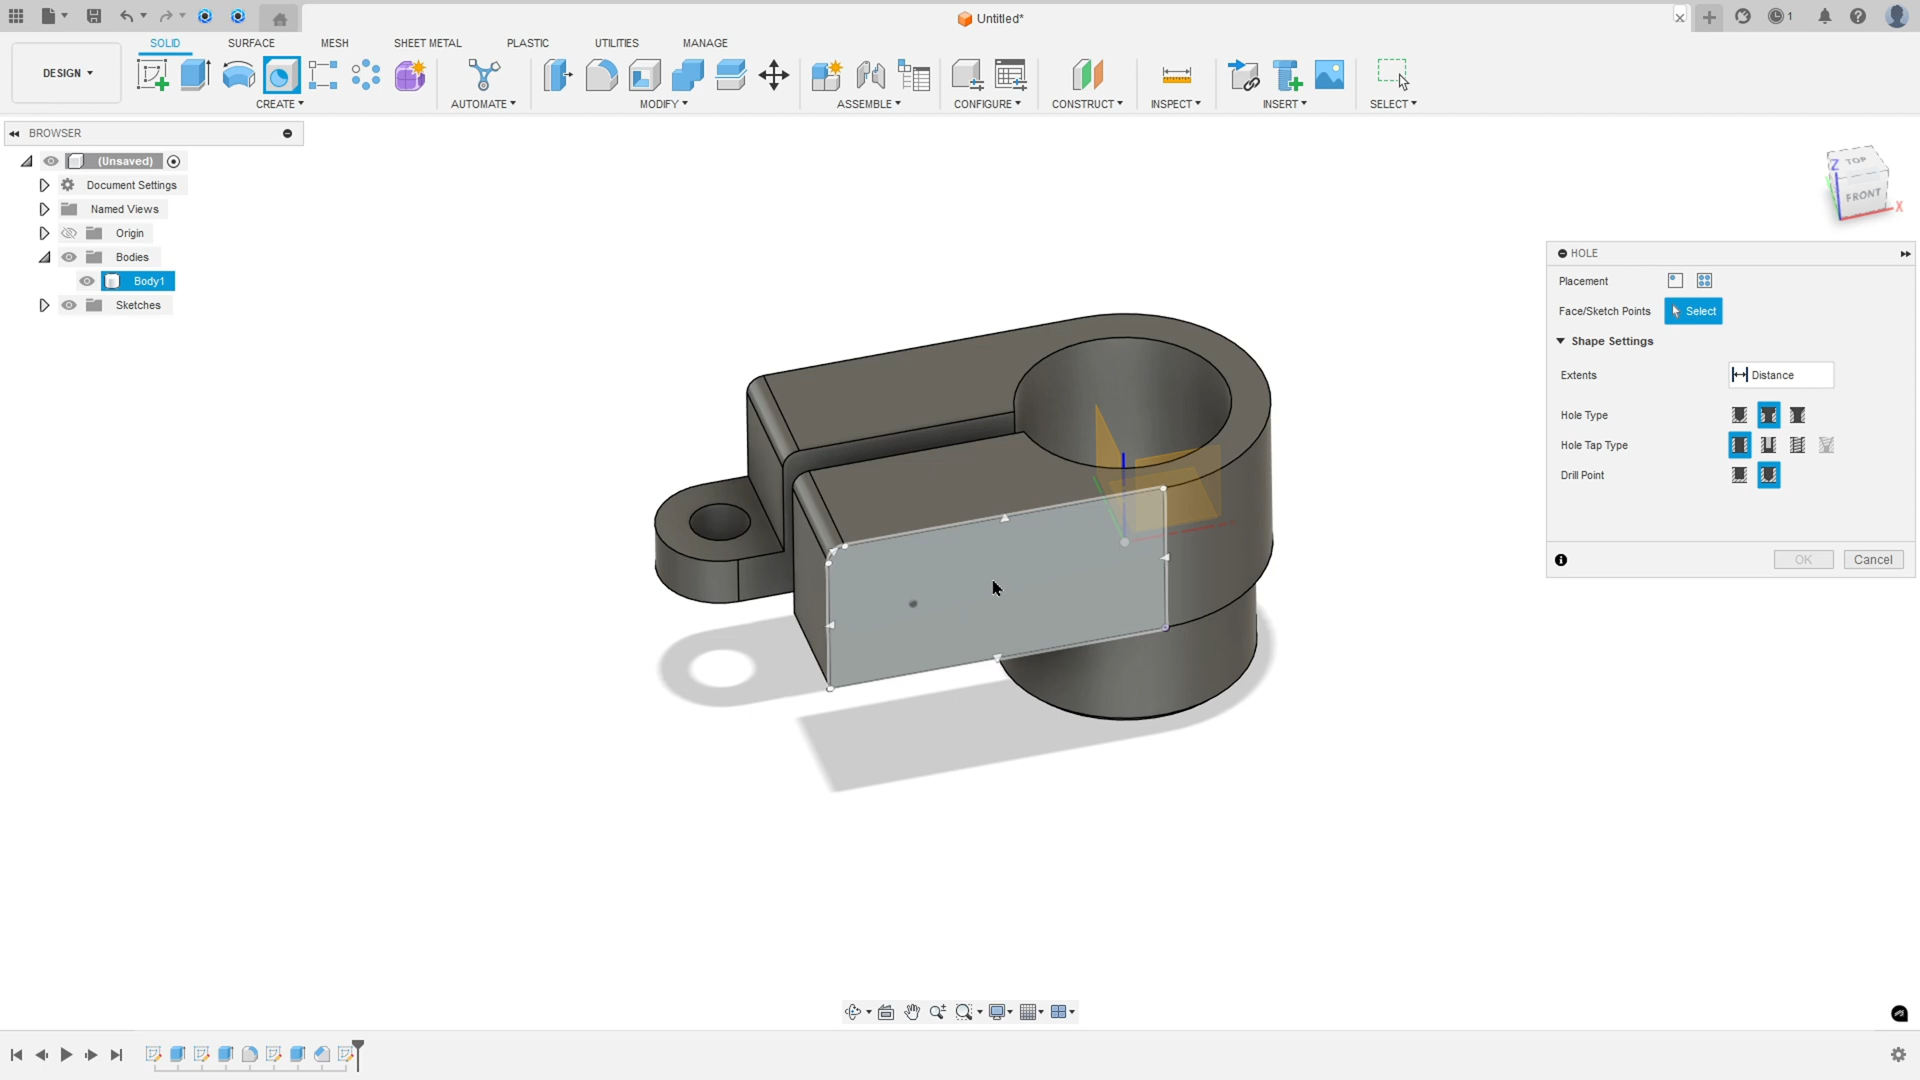 Untitled*
1
SOLID SURFACE MESH SHEET METAL PLASTIC UTILITIES MANAGE
DESIGN
CREATE AUTOMATE MODIFY ASSEMBLE CONFIGURE CONSTRUCT INSPECT INSERT SELECT
BROWSER
(Unsaved)
Document Settings
Named Views
Origin
Bodies
Body1
Sketches
TOP
Z
FRONT
X
HOLE
Placement
Face/Sketch Points Select
Shape Settings
Extents Distance
Hole Type
Hole Tap Type
Drill Point
OK Cancel